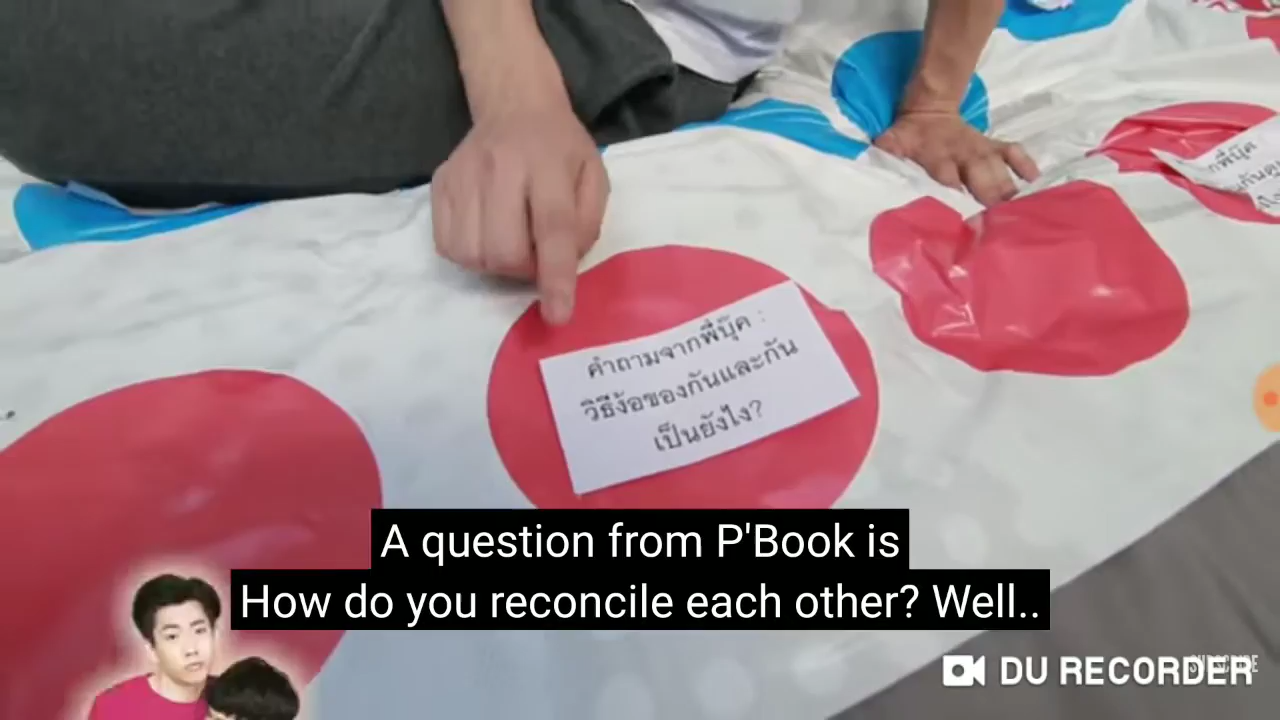 คำถามจากพี่บุ๊ค :
วิธีง้อของกันและกัน
เป็นยังไง?
A question from P'Book is
How do you reconcile each other? Well..
SUBSCRIBE
DU RECORDER